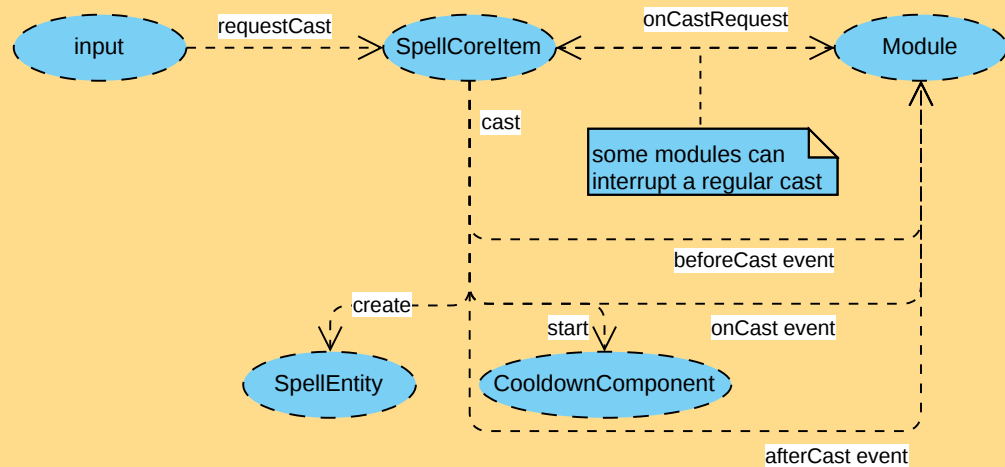 requestCast
onCastRequest
input
SpellCoreItem
Module
cast
some modules can
interrupt a regular cast
beforeCast event
create
start
onCast event
SpellEntity
CooldownComponent
afterCast event